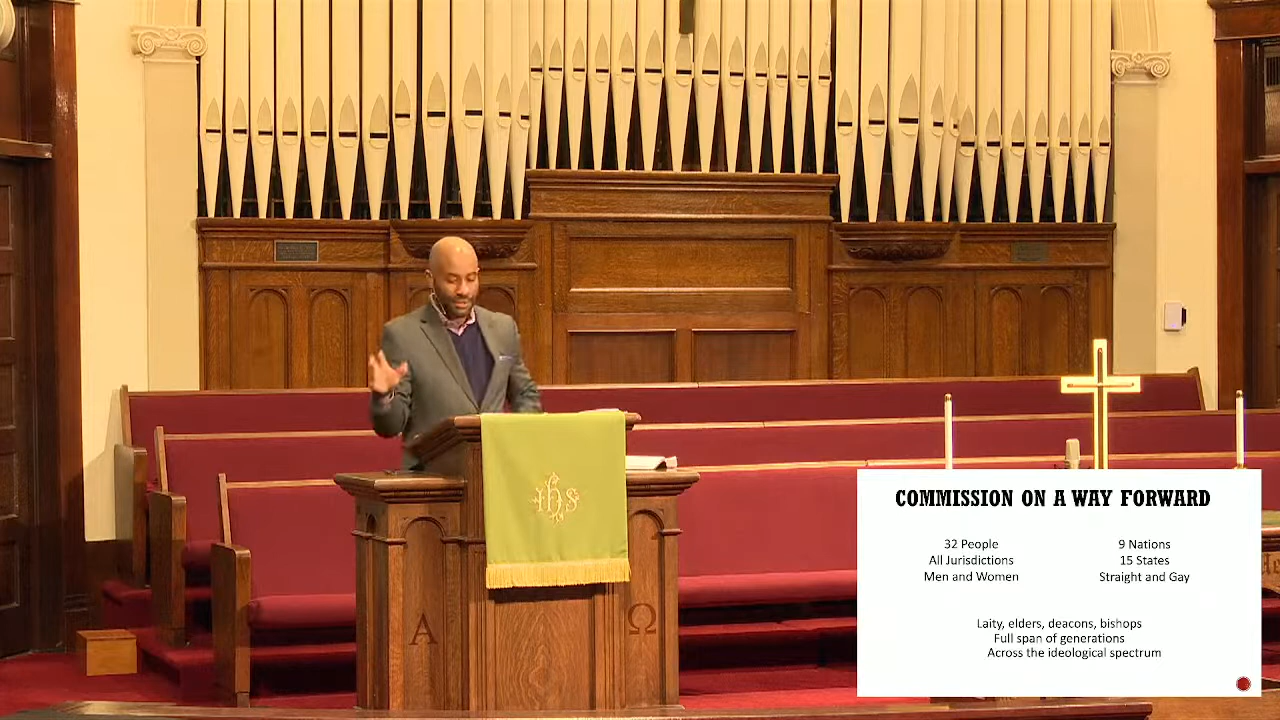 IHS
Α
Ω
COMMISSION ON A WAY FORWARD
32 People
All Jurisdictions
Men and Women
9 Nations
15 States
Straight and Gay
Laity, elders, deacons, bishops
Full span of generations
Across the ideological spectrum